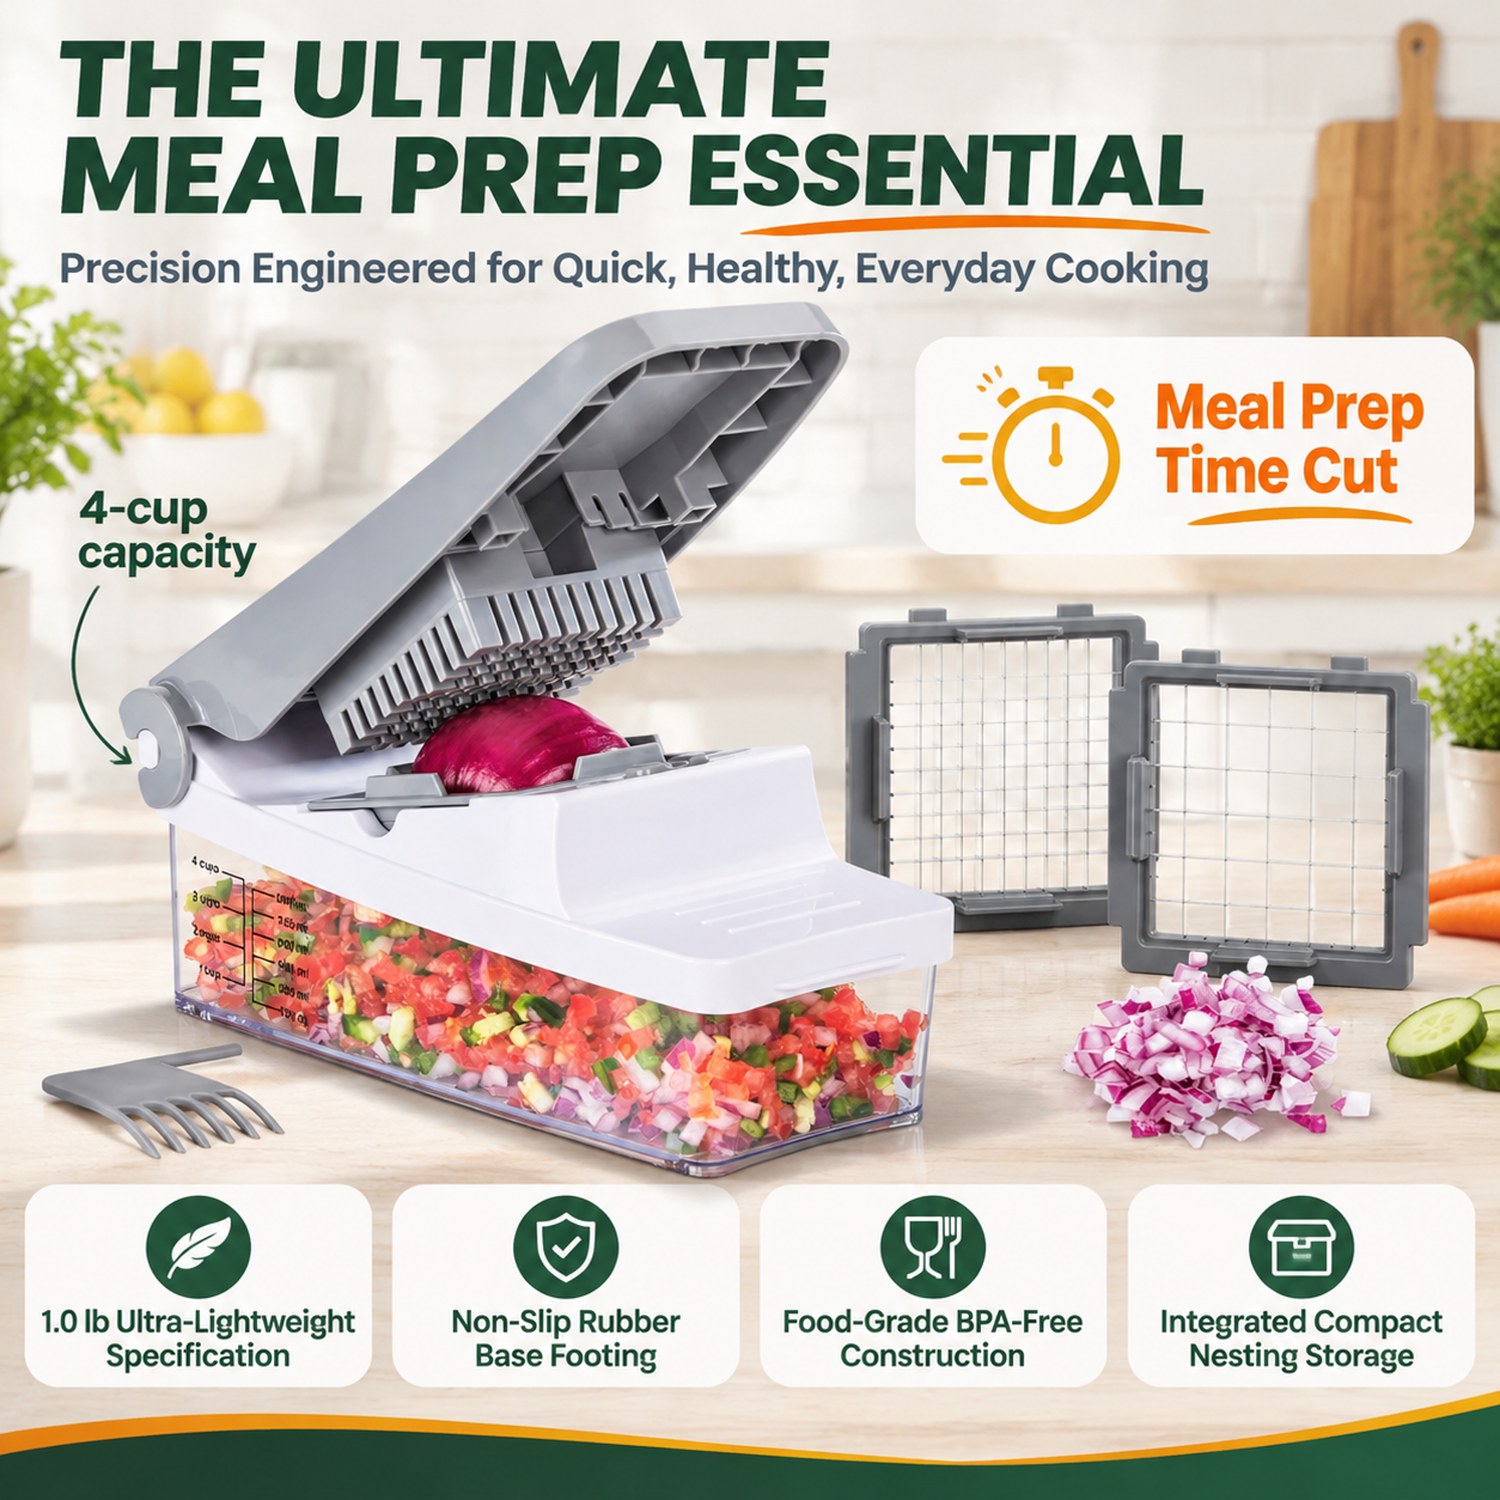 THE ULTIMATE
MEAL PREP ESSENTIAL
Precision Engineered for Quick, Healthy, Everyday Cooking
Meal Prep
Time Cut
4-cup
capacity
1.0 lb Ultra-Lightweight
Specification
Non-Slip Rubber
Base Footing
Food-Grade BPA-Free
Construction
Integrated Compact
Nesting Storage